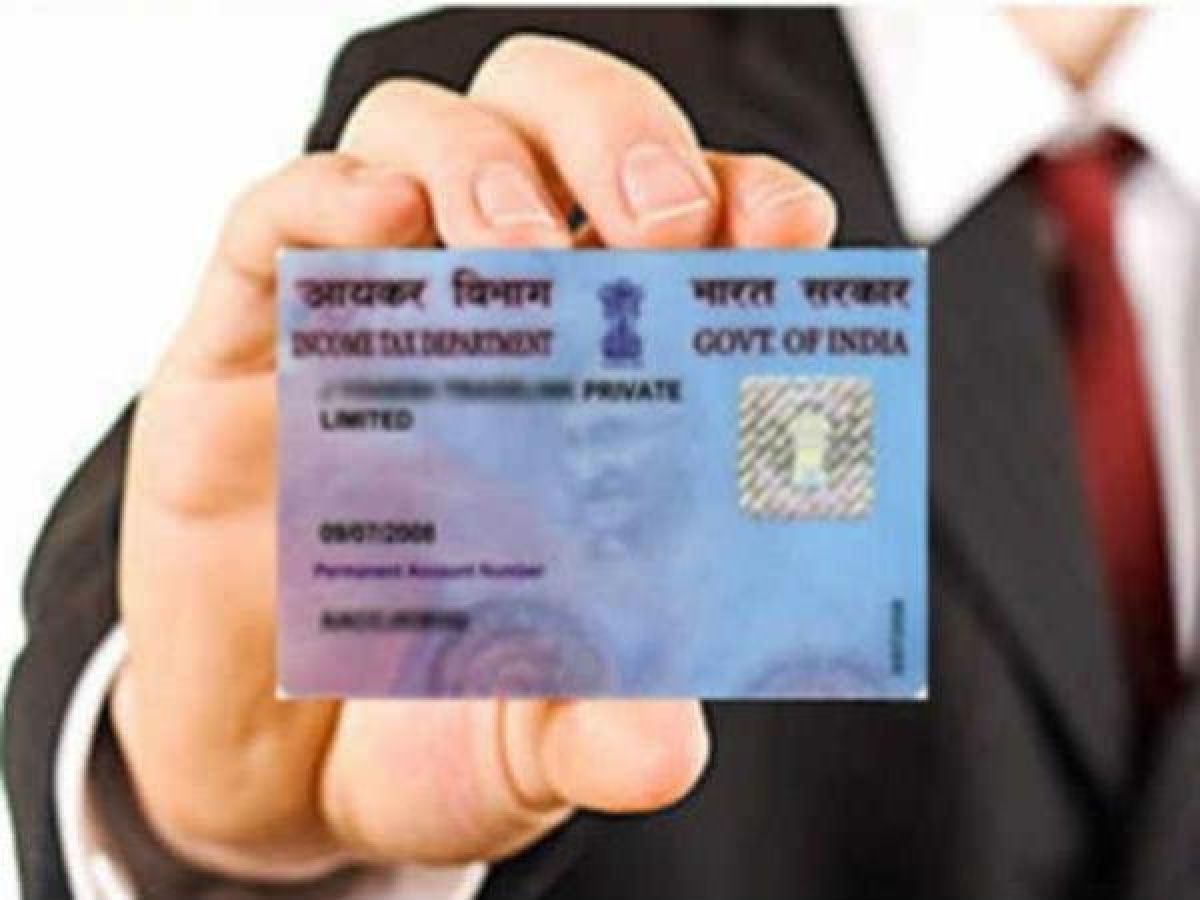 आयकर विभाग
INCOME TAX DEPARTMENT
भारत सरकार
GOVT. OF INDIA
PRIVATE
LIMITED
09/07/2008
Permanent Account Number